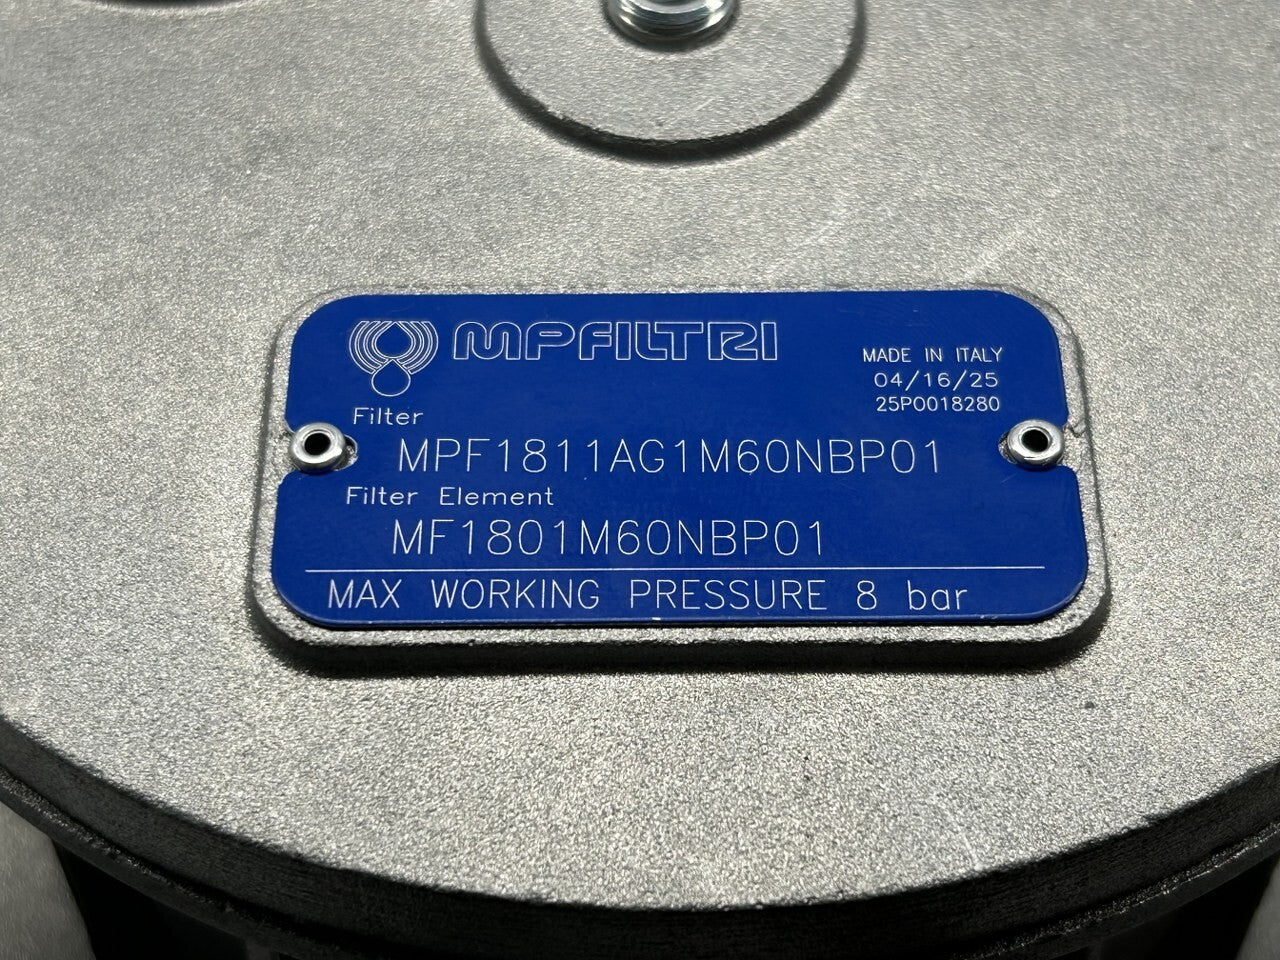 MPFILTRI
MADE IN ITALY
04/16/25
25P0018280
Filter
MPF1811AG1M60NBP01
Filter Element
MF1801M60NBP01
MAX WORKING PRESSURE 8 bar